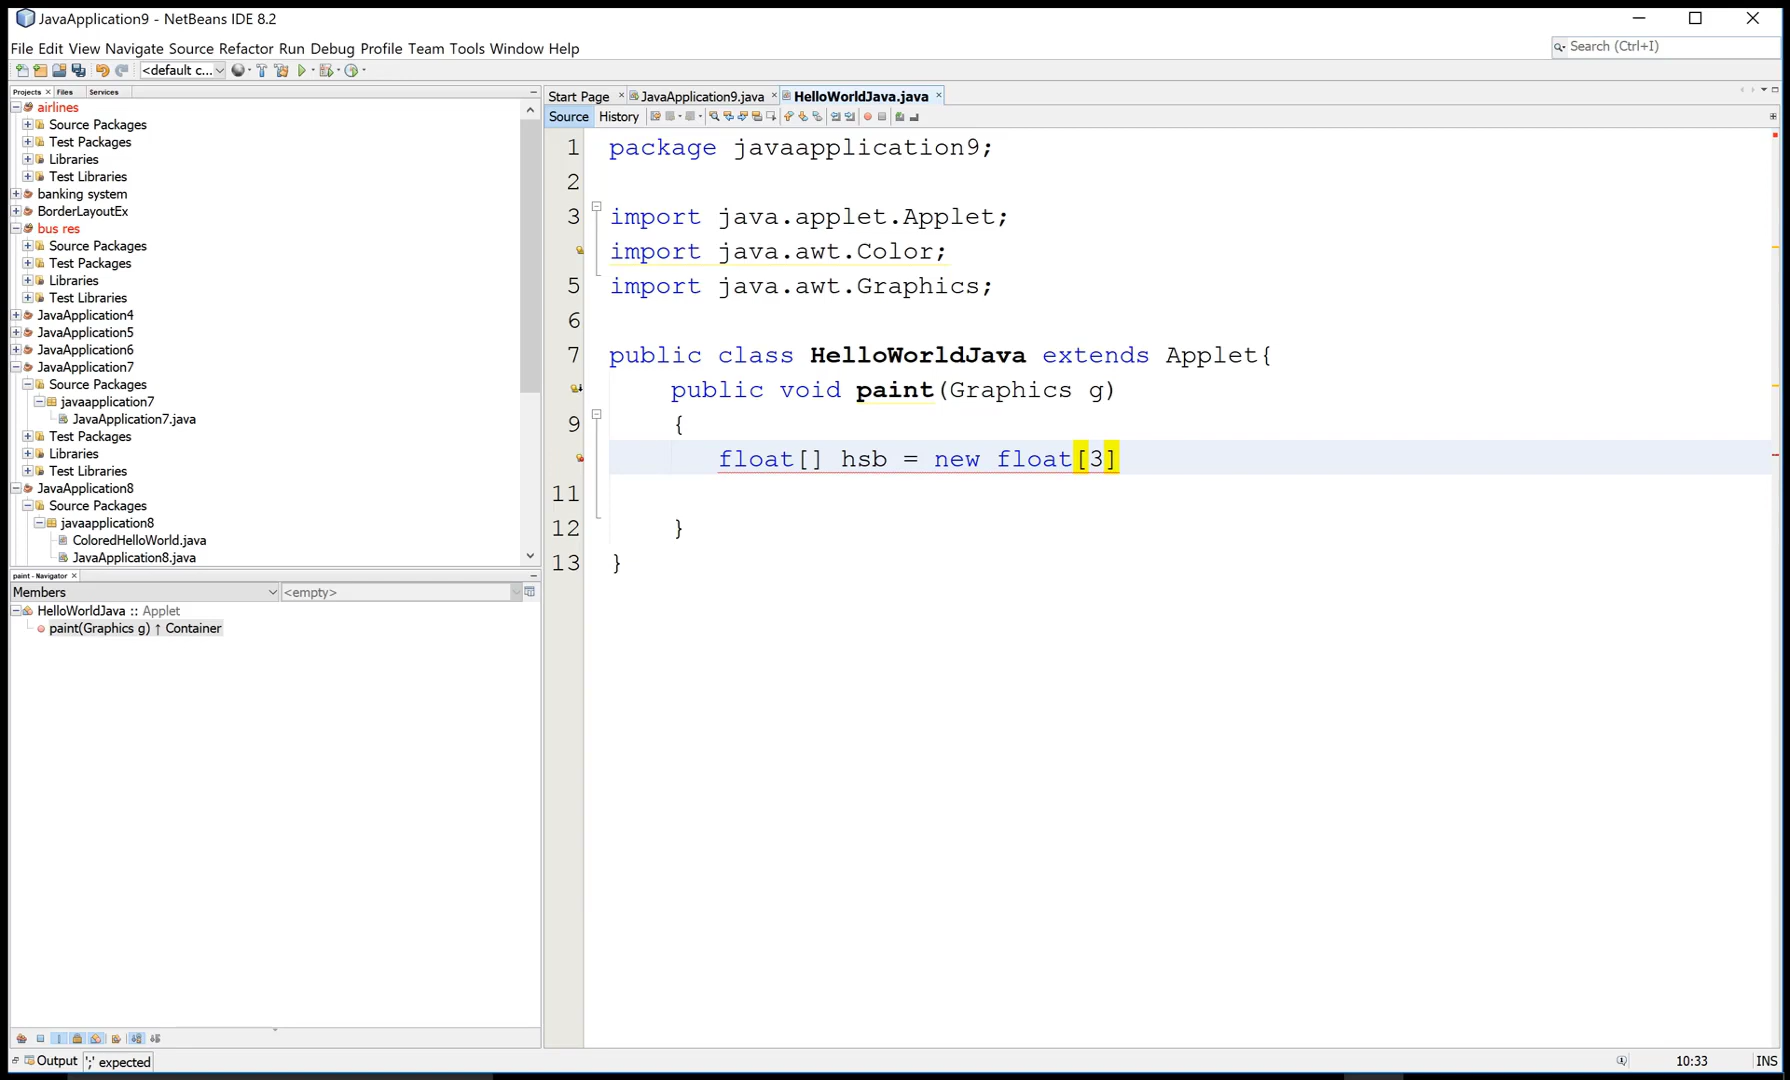 JavaApplication9 - NetBeans IDE 8.2
File Edit View Navigate Source Refactor Run Debug Profile Team Tools Window Help
Search (Ctrl+I)
<default c...
Projects Files Services
airlines
Source Packages
Test Packages
Libraries
Test Libraries
banking system
BorderLayoutEx
bus res
Source Packages
Test Packages
Libraries
Test Libraries
JavaApplication4
JavaApplication5
JavaApplication6
JavaApplication7
Source Packages
javaapplication7
JavaApplication7.java
Test Packages
Libraries
Test Libraries
JavaApplication8
Source Packages
javaapplication8
ColoredHelloWorld.java
JavaApplication8.java
paint - Navigator
Members <empty>
HelloWorldJava :: Applet
paint(Graphics g) ↑ Container
Start Page JavaApplication9.java HelloWorldJava.java
Source History
1 package javaapplication9;
2
3 import java.applet.Applet;
import java.awt.Color;
5 import java.awt.Graphics;
6
7 public class HelloWorldJava extends Applet{
public void paint(Graphics g)
9 {
float[] hsb = new float[3]
11
12 }
13 }
Output ';' expected
10:33 INS